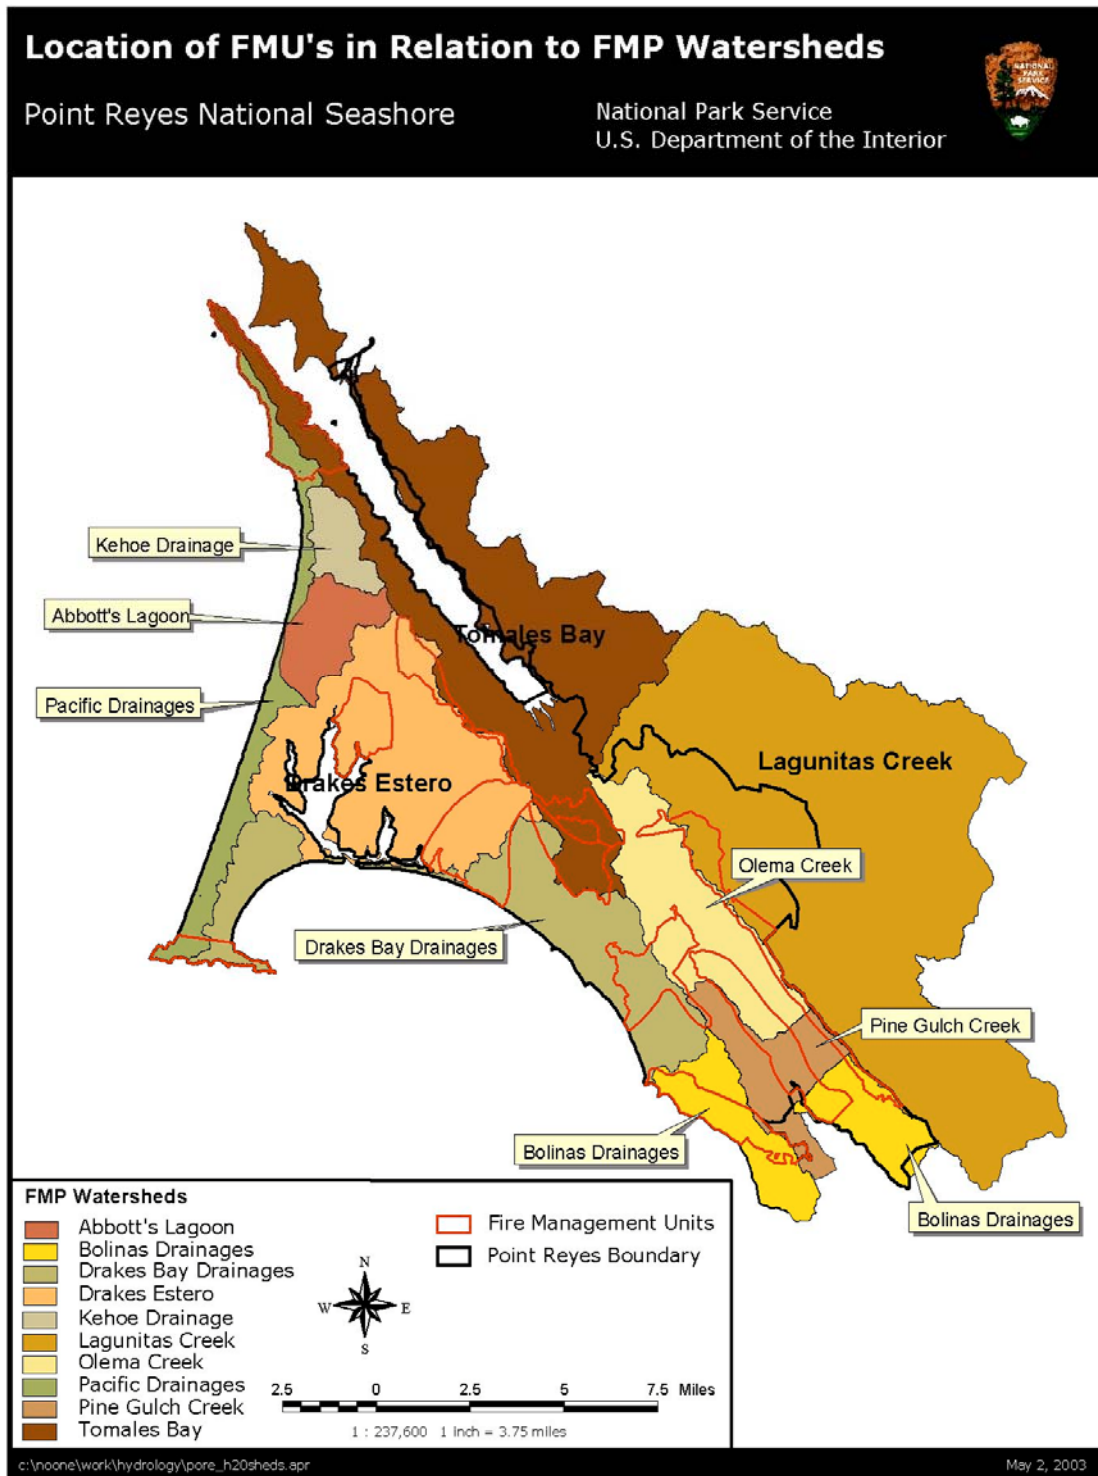 Location of FMU's in Relation to FMP Watersheds
Point Reyes National Seashore
National Park Service
U.S. Department of the Interior
NATIONAL
PARK
SERVICE
Kehoe Drainage
Abbott's Lagoon
Tomales Bay
Pacific Drainages
Lagunitas Creek
Drakes Estero
Olema Creek
Drakes Bay Drainages
Pine Gulch Creek
Bolinas Drainages
Bolinas Drainages
FMP Watersheds
Abbott's Lagoon
Bolinas Drainages
Drakes Bay Drainages
Drakes Estero
Kehoe Drainage
Lagunitas Creek
Olema Creek
Pacific Drainages
Pine Gulch Creek
Tomales Bay
Fire Management Units
Point Reyes Boundary
N
W E
S
2.5 0 2.5 5 7.5 Miles
1 : 237,600 1 Inch = 3.75 miles
c:\noone\work\hydrology\pore_h20sheds.apr
May 2, 2003